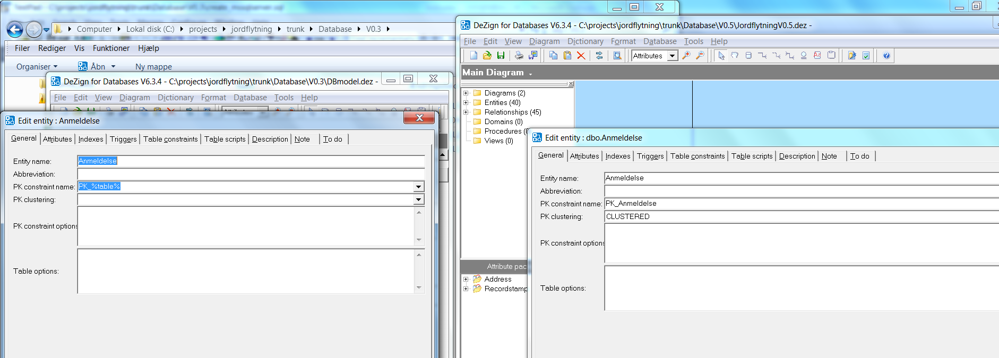 Computer ▸ Lokal disk (C:) ▸ projects ▸ jordflytning ▸ trunk ▸ Database ▸ V0.3 ▸
Filer Rediger Vis Funktioner Hjælp
Organiser Åbn Ny mappe
DeZign for Databases V6.3.4 - C:\projects\jordflytning\trunk\Database\V0.3\DBmodel.dez -
File Edit View Diagram Dictionary Format Database Tools Help
Edit entity : Anmeldelse
General Attributes Indexes Triggers Table constraints Table scripts Description Note To do
Entity name: Anmeldelse
Abbreviation:
PK constraint name: PK_%table%
PK clustering:
PK constraint options
Table options:
DeZign for Databases V6.3.4 - C:\projects\jordflytning\trunk\Database\V0.5\JordflytningV0.5.dez -
File Edit View Diagram Dictionary Format Database Tools Help
Attributes
Main Diagram
Diagrams (2)
Entities (40)
Relationships (45)
Domains (0)
Procedures (0
Views (0)
Attribute pac
Address
Recordstamp
Edit entity : dbo.Anmeldelse
General Attributes Indexes Triggers Table constraints Table scripts Description Note To do
Entity name: Anmeldelse
Abbreviation:
PK constraint name: PK_Anmeldelse
PK clustering: CLUSTERED
PK constraint options
Table options: